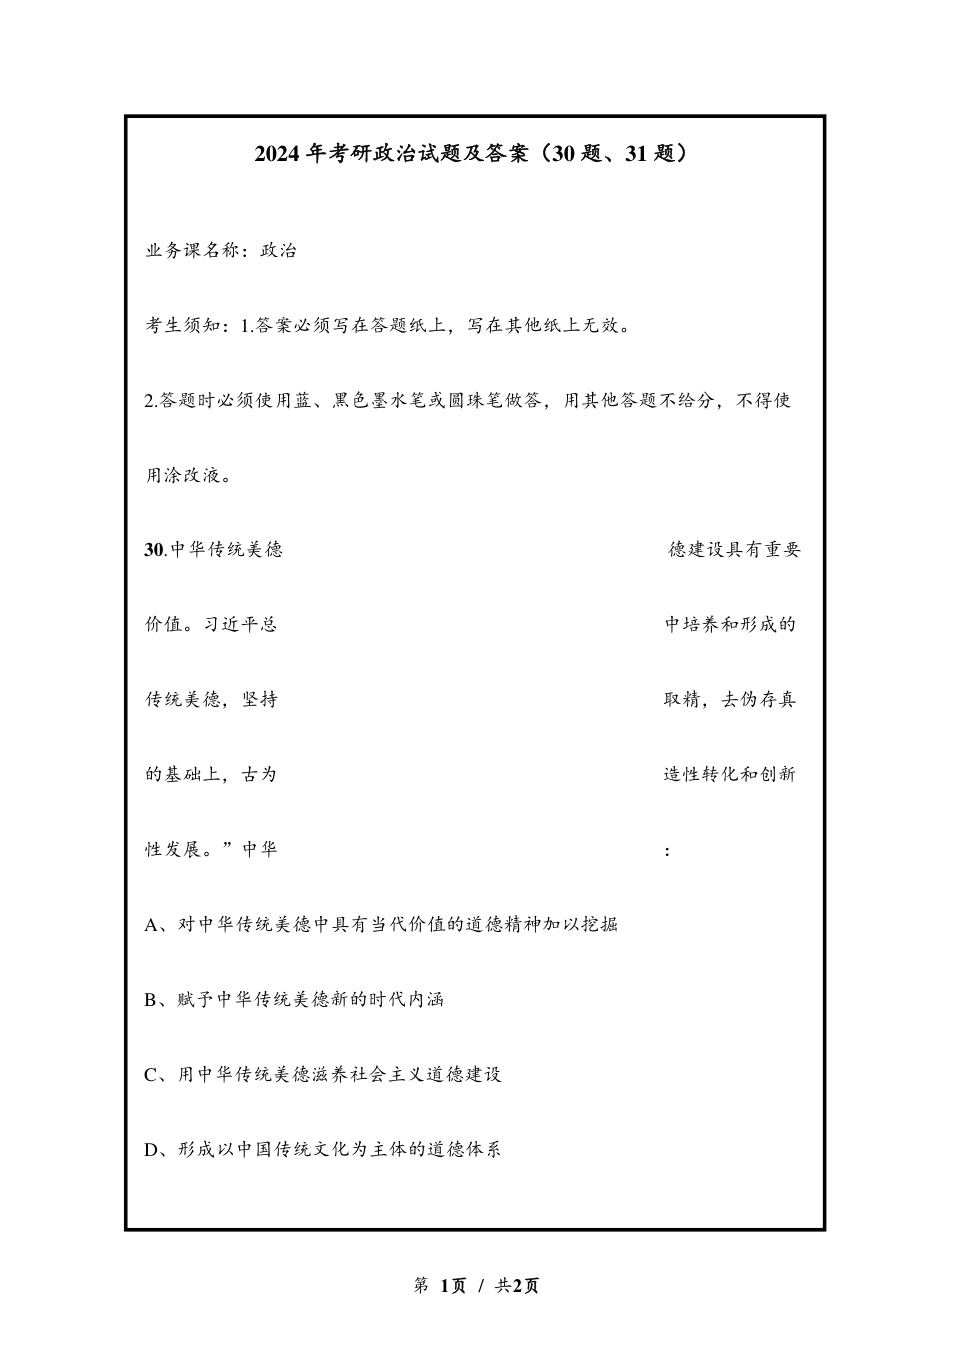 2024 年考研政治试题及答案（30 题、31 题）
业务课名称：政治
考生须知：1.答案必须写在答题纸上，写在其他纸上无效。
2.答题时必须使用蓝、黑色墨水笔或圆珠笔做答，用其他答题不给分，不得使
用涂改液。
30.中华传统美德 德建设具有重要
价值。习近平总 中培养和形成的
传统美德，坚持 取精，去伪存真
的基础上，古为 造性转化和创新
性发展。”中华 ：
A、对中华传统美德中具有当代价值的道德精神加以挖掘
B、赋予中华传统美德新的时代内涵
C、用中华传统美德滋养社会主义道德建设
D、形成以中国传统文化为主体的道德体系
第 1页 / 共2页